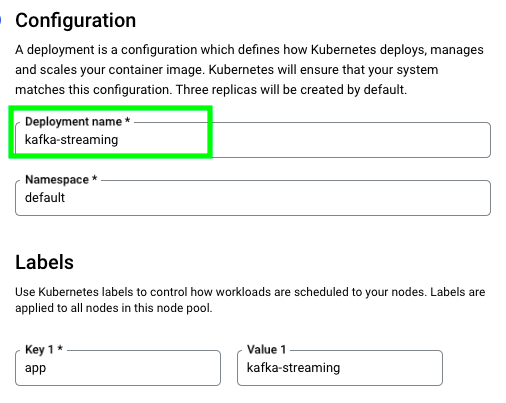 Configuration
A deployment is a configuration which defines how Kubernetes deploys, manages
and scales your container image. Kubernetes will ensure that your system
matches this configuration. Three replicas will be created by default.
Deployment name *
kafka-streaming
Namespace *
default
Labels
Use Kubernetes labels to control how workloads are scheduled to your nodes. Labels are
applied to all nodes in this node pool.
Key 1 *
app
Value 1
kafka-streaming